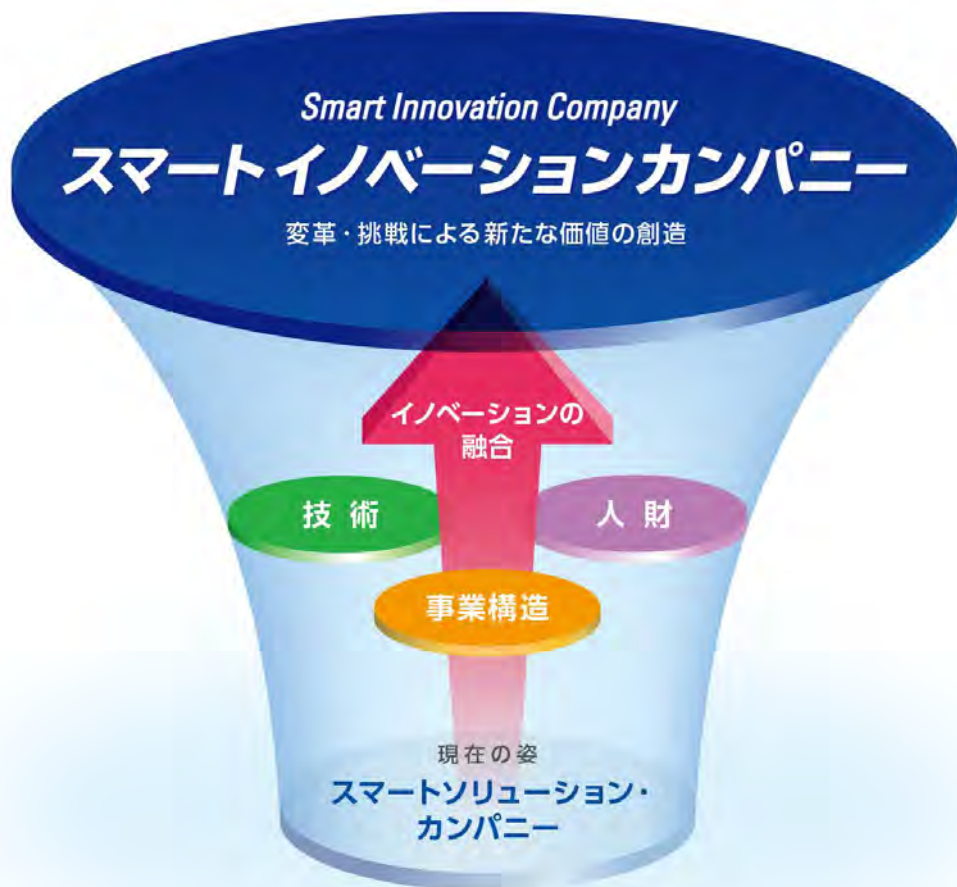 Smart Innovation Company
スマートイノベーションカンパニー
変革・挑戦による新たな価値の創造
イノベーションの
融合
技術
人財
事業構造
現在の姿
スマートソリューション・
カンパニー